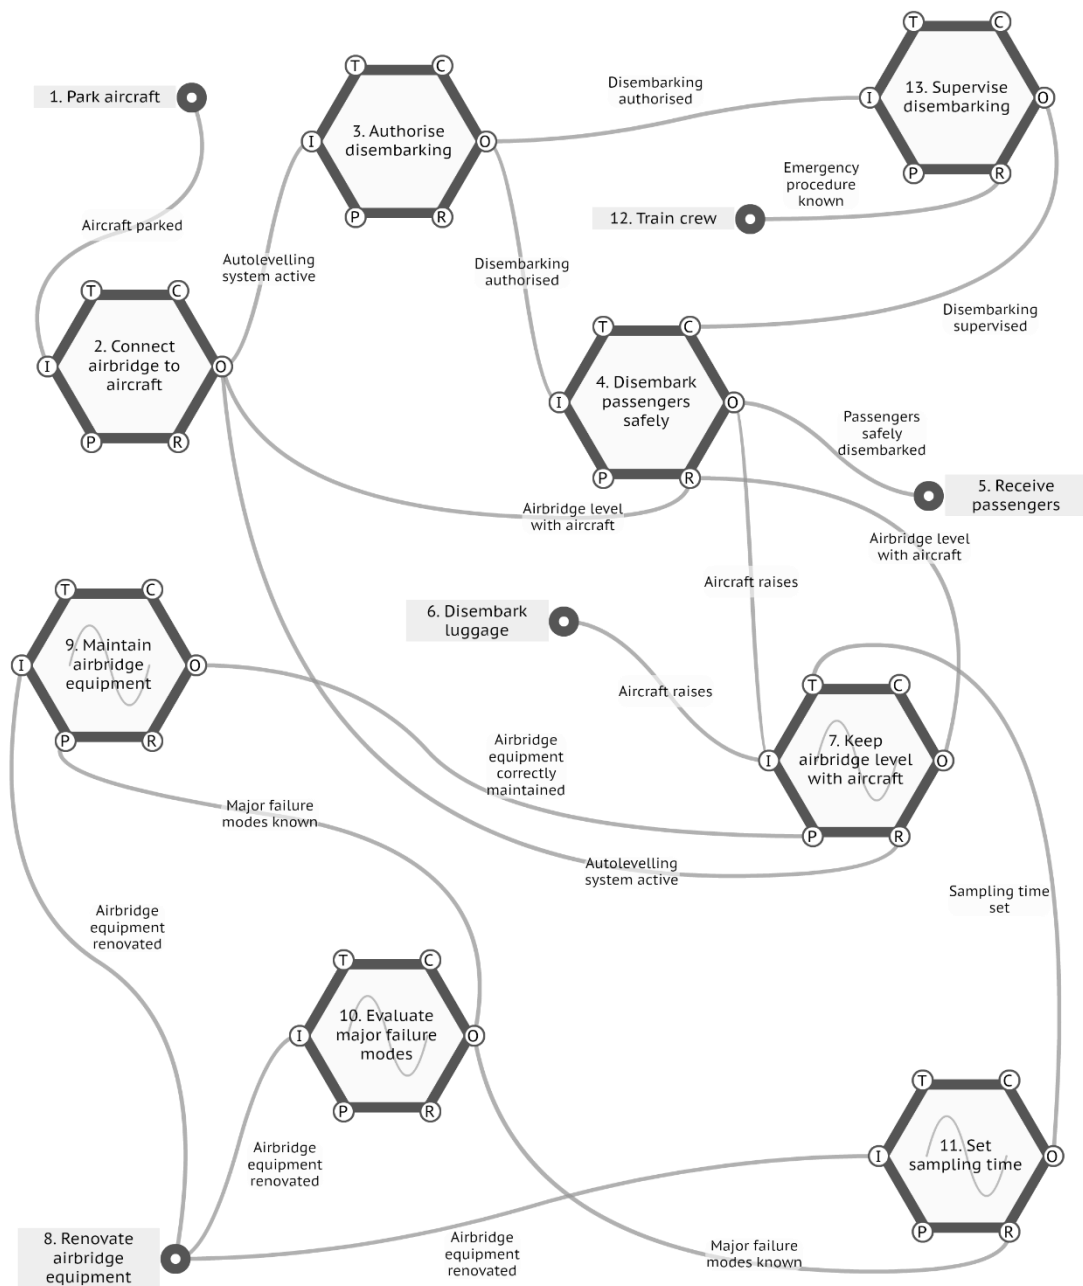 T
C
13. Supervise
disembarking
I
O
P
R
T
C
3. Authorise
disembarking
I
O
P
R
1. Park aircraft
Disembarking
authorised
Emergency
procedure
known
12. Train crew
Aircraft parked
Autolevelling
system active
Disembarking
authorised
Disembarking
supervised
T
C
2. Connect
airbridge to
aircraft
I
O
P
R
T
C
4. Disembark
passengers
safely
I
O
P
R
Passengers
safely
disembarked
5. Receive
passengers
Airbridge level
with aircraft
Airbridge level
with aircraft
Aircraft raises
6. Disembark
luggage
Aircraft raises
T
C
9. Maintain
airbridge
equipment
I
O
P
R
T
C
7. Keep
airbridge level
with aircraft
I
O
P
R
Airbridge
equipment
correctly
maintained
Major failure
modes known
Autolevelling
system active
Sampling time
set
Airbridge
equipment
renovated
T
C
10. Evaluate
major failure
modes
I
O
P
R
T
C
11. Set
sampling time
I
O
P
R
Airbridge
equipment
renovated
8. Renovate
airbridge
equipment
Airbridge
equipment
renovated
Major failure
modes known